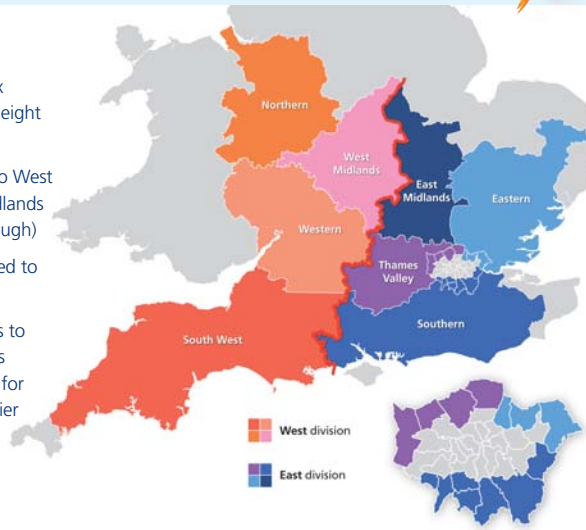 x
eight
o West
dlands
ugh)
ed to
s to
s
for
ier
Northern
West
Midlands
East
Midlands
Eastern
Western
Thames
Valley
Southern
South West
West division
East division